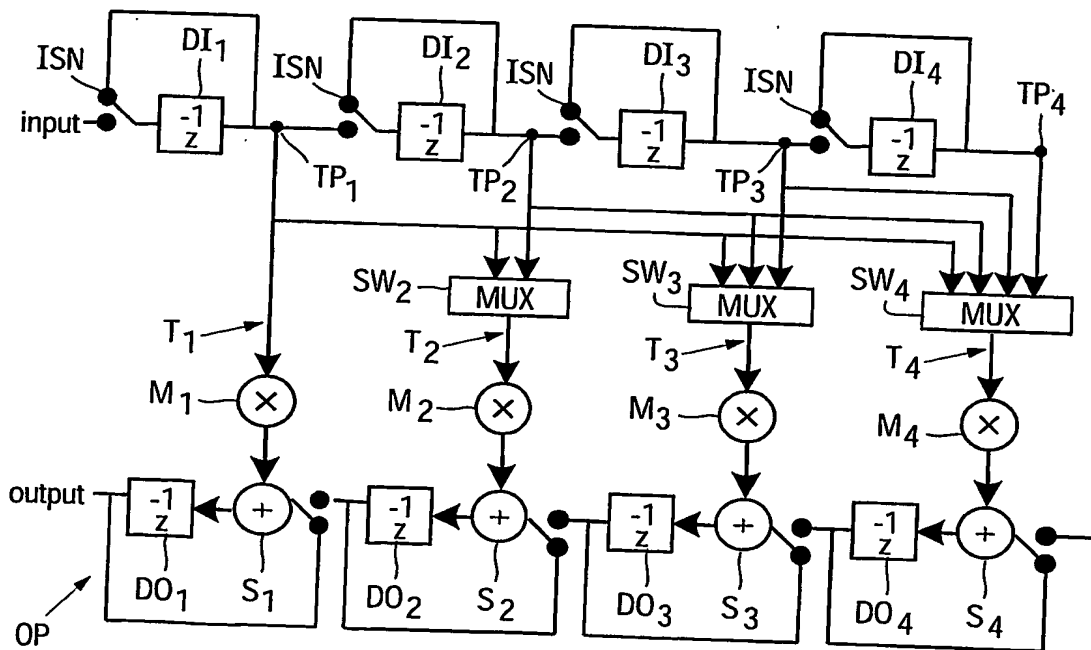 ISN
DI1
ISN
DI2
ISN
DI3
ISN
DI4
TP4
input
-1
z
-1
z
-1
z
-1
z
TP1
TP2
TP3
SW2
MUX
SW3
MUX
SW4
MUX
T1
T2
T3
T4
M1
×
M2
×
M3
×
M4
×
output
-1
z
+
-1
z
+
-1
z
+
-1
z
+
DO1
S1
DO2
S2
DO3
S3
DO4
S4
OP